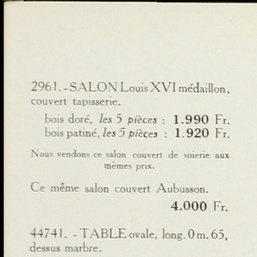 2961.-SALON Louis XVI médaillon,
couvert tapisserie.
bois doré, les 5 pièces : 1.990 Fr.
bois patiné, les 5 pièces : 1.920 Fr.
Nous vendons ce salon couvert de soierie aux
mêmes prix.
Ce même salon couvert Aubusson.
4.000 Fr.
44741. - TABLE ovale, long. 0 m. 65,
dessus marbre.